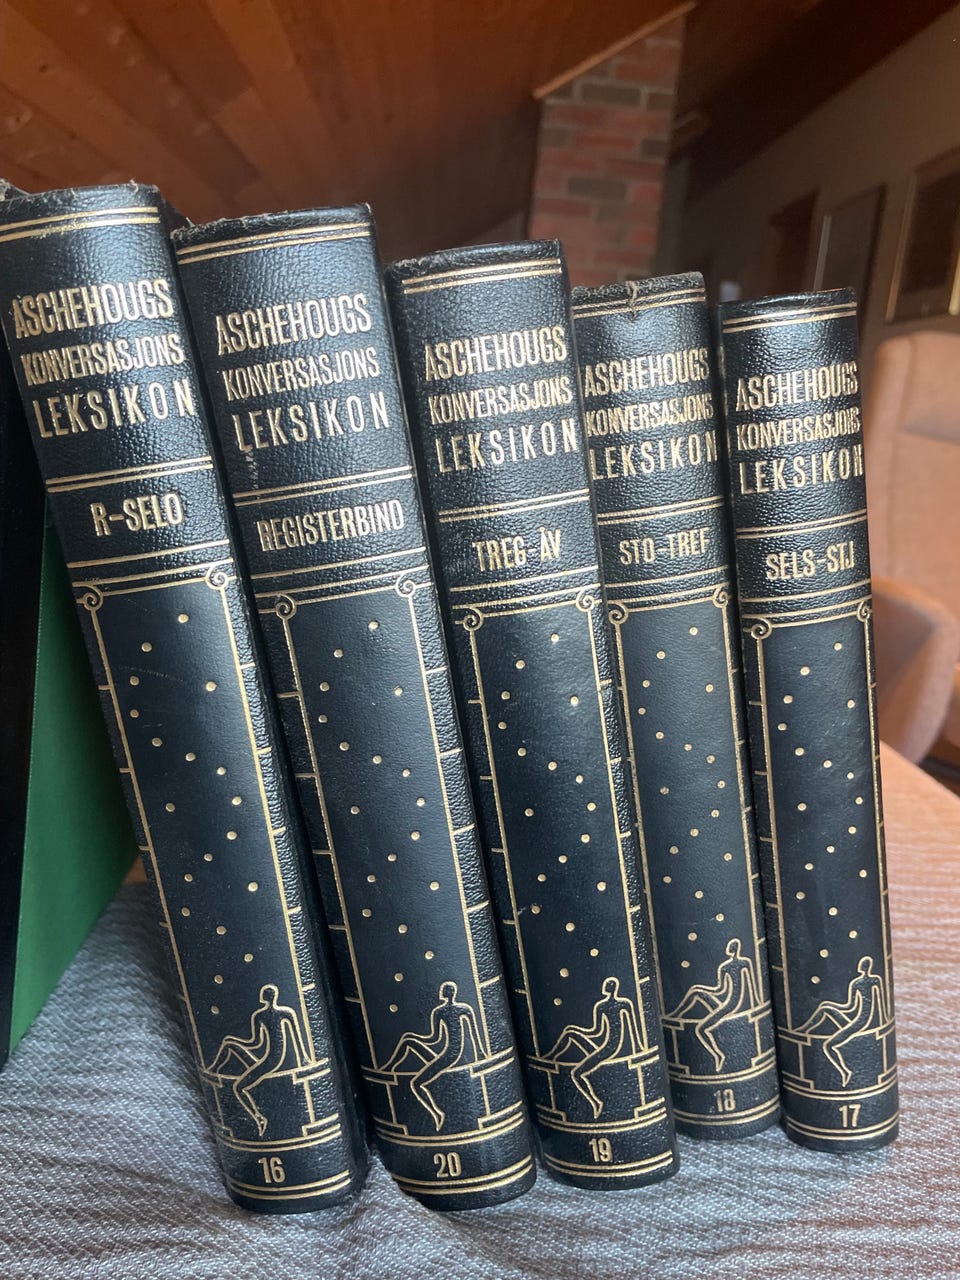 ASCHEHOUGS
KONVERSASJONS
LEKSIKON
R-SELO
16
ASCHEHOUGS
KONVERSASJONS
LEKSIKON
REGISTERBIND
20
ASCHEHOUGS
KONVERSASJONS
LEKSIKON
TREG-ÅV
19
ASCHEHOUGS
KONVERSASJONS
LEKSIKON
STO-TREF
18
ASCHEHOUGS
KONVERSASJONS
LEKSIKON
SELS-STJ
17